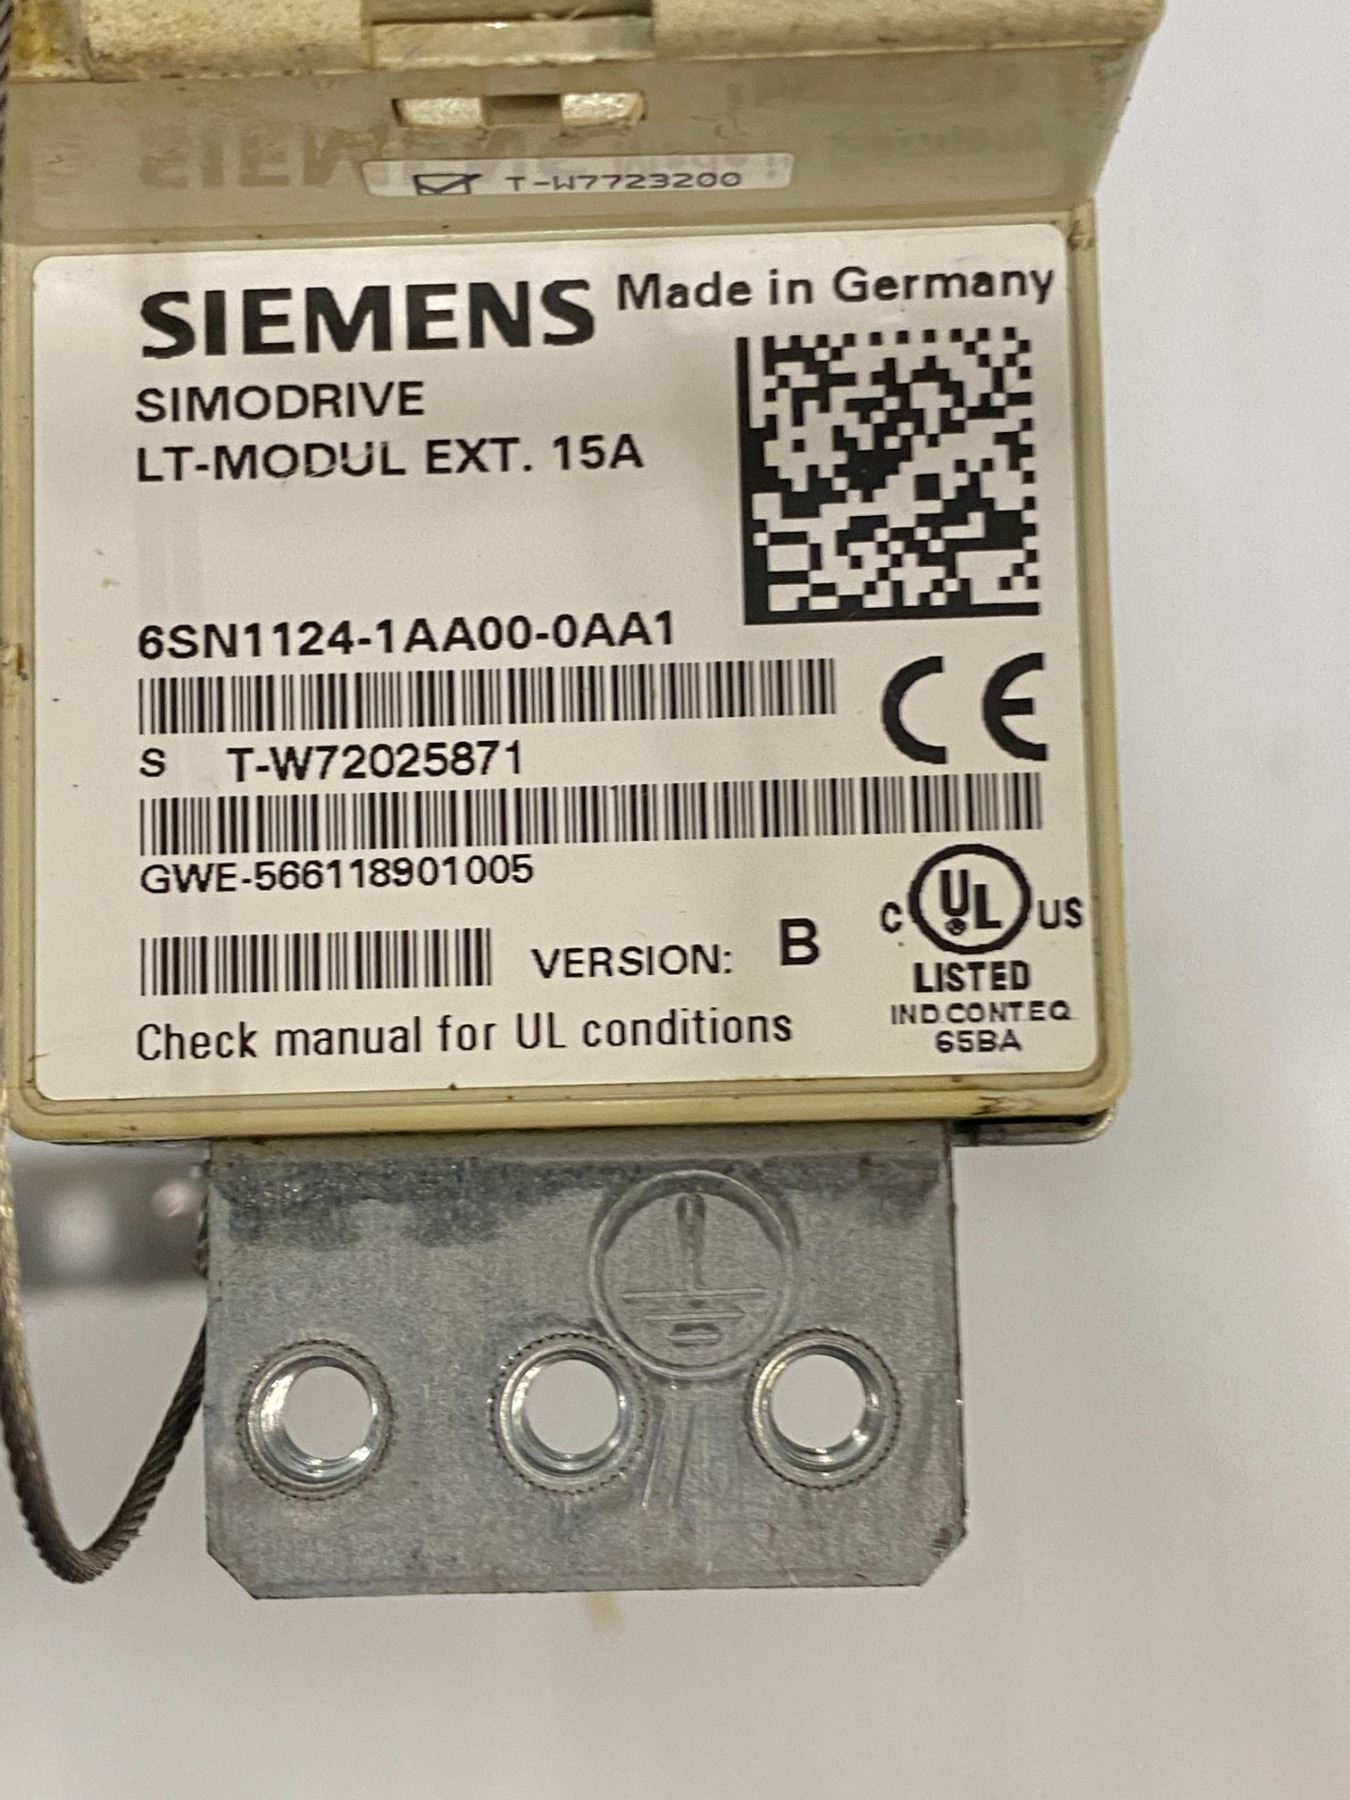 T-W7723200
SIEMENS Made in Germany
SIMODRIVE
LT-MODUL EXT. 15A
6SN1124-1AA00-0AA1
CE
S T-W72025871
GWE-566118901005
C UL US
VERSION: B
LISTED
IND.CONT.EQ.
65BA
Check manual for UL conditions